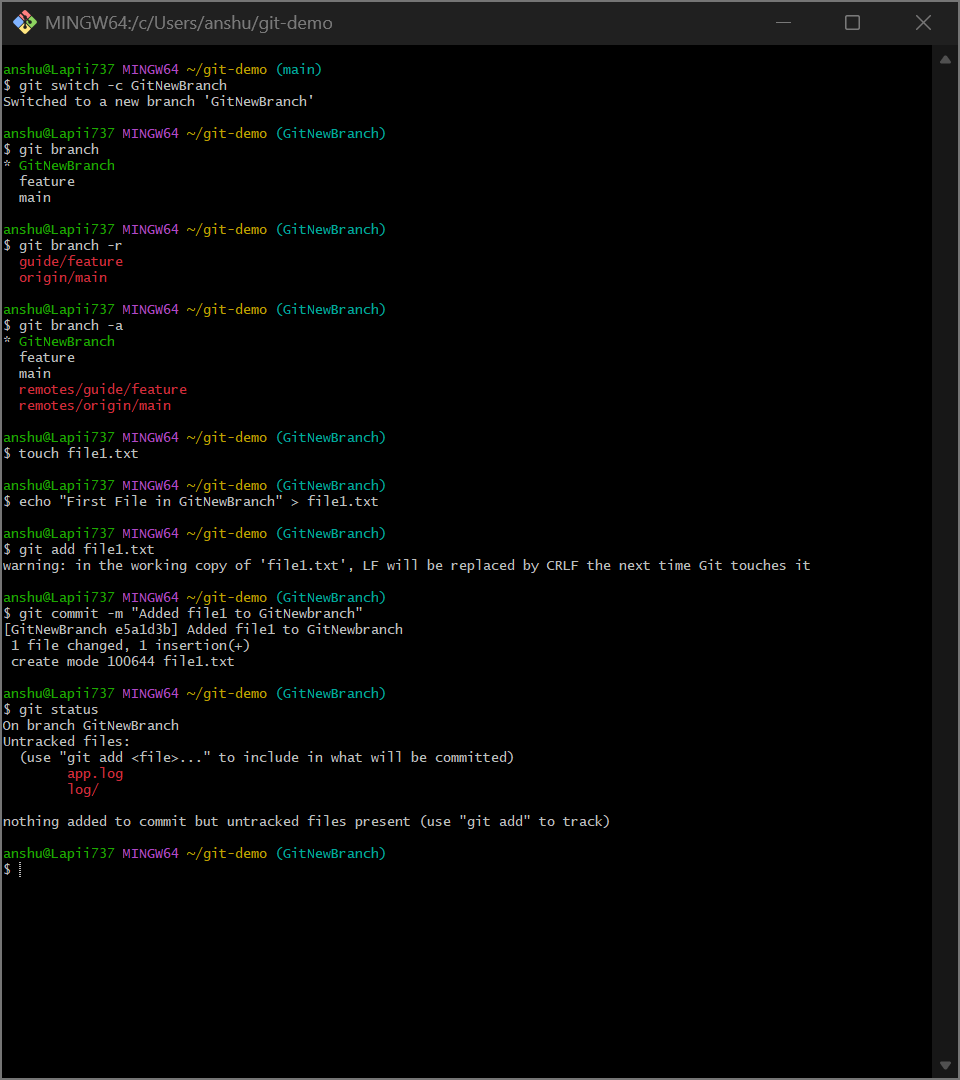 MINGW64:/c/Users/anshu/git-demo
anshu@Lapii737 MINGW64 ~/git-demo (main)
$ git switch -c GitNewBranch
Switched to a new branch 'GitNewBranch'
anshu@Lapii737 MINGW64 ~/git-demo (GitNewBranch)
$ git branch
* GitNewBranch
  feature
  main
anshu@Lapii737 MINGW64 ~/git-demo (GitNewBranch)
$ git branch -r
  guide/feature
  origin/main
anshu@Lapii737 MINGW64 ~/git-demo (GitNewBranch)
$ git branch -a
* GitNewBranch
  feature
  main
  remotes/guide/feature
  remotes/origin/main
anshu@Lapii737 MINGW64 ~/git-demo (GitNewBranch)
$ touch file1.txt
anshu@Lapii737 MINGW64 ~/git-demo (GitNewBranch)
$ echo "First File in GitNewBranch" > file1.txt
anshu@Lapii737 MINGW64 ~/git-demo (GitNewBranch)
$ git add file1.txt
warning: in the working copy of 'file1.txt', LF will be replaced by CRLF the next time Git touches it
anshu@Lapii737 MINGW64 ~/git-demo (GitNewBranch)
$ git commit -m "Added file1 to GitNewbranch"
[GitNewBranch e5a1d3b] Added file1 to GitNewbranch
 1 file changed, 1 insertion(+)
 create mode 100644 file1.txt
anshu@Lapii737 MINGW64 ~/git-demo (GitNewBranch)
$ git status
On branch GitNewBranch
Untracked files:
  (use "git add <file>..." to include in what will be committed)
        app.log
        log/
nothing added to commit but untracked files present (use "git add" to track)
anshu@Lapii737 MINGW64 ~/git-demo (GitNewBranch)
$